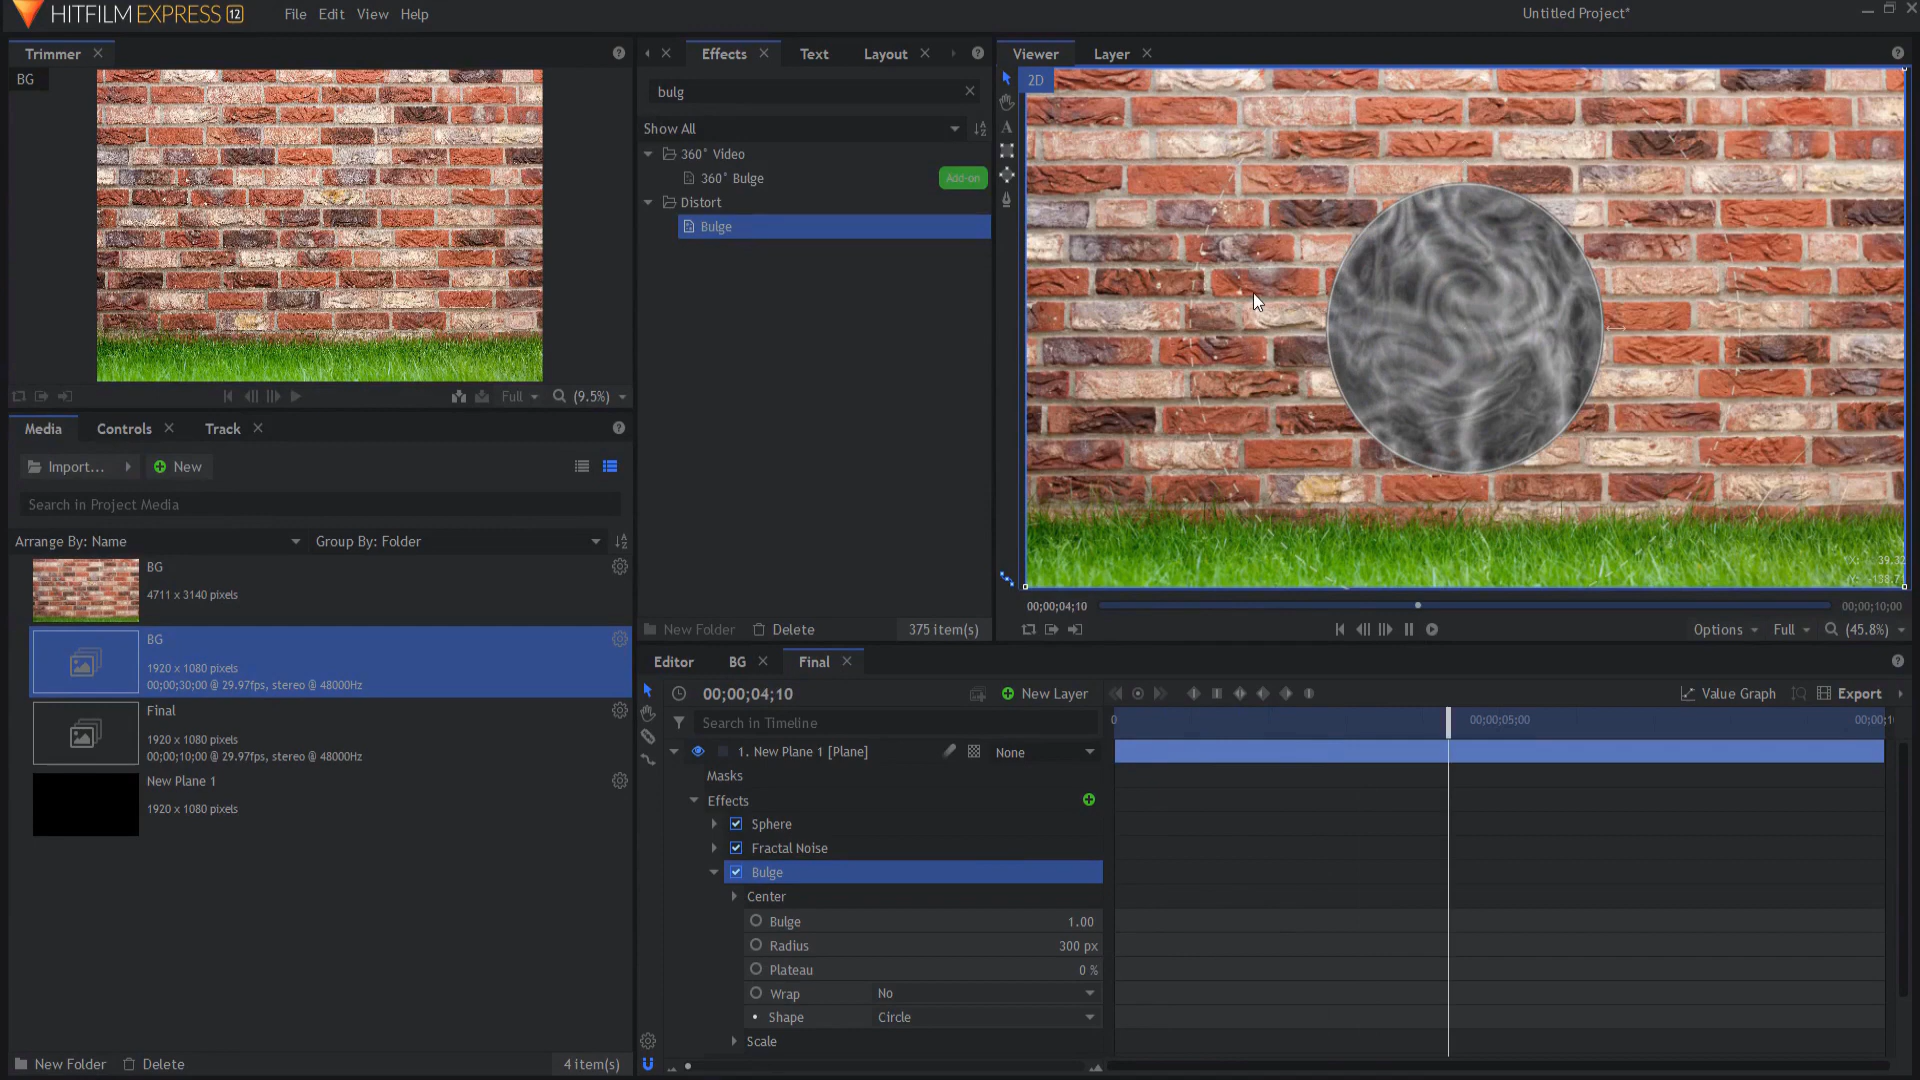 HITFILM EXPRESS 12
File Edit View Help
Untitled Project*
Trimmer
BG
Full
(9.5%)
Media
Controls
Track
Import...
New
Search in Project Media
Arrange By: Name
Group By: Folder
BG
4711 x 3140 pixels
BG
1920 x 1080 pixels
00;00;30;00 @ 29.97fps, stereo @ 48000Hz
Final
1920 x 1080 pixels
00;00;10;00 @ 29.97fps, stereo @ 48000Hz
New Plane 1
1920 x 1080 pixels
New Folder
Delete
4 item(s)
Effects
Text
Layout
bulg
Show All
360° Video
360° Bulge
Add-on
Distort
Bulge
New Folder
Delete
375 item(s)
Viewer
Layer
2D
X: 39.32
Y: -138.71
00;00;04;10
00;00;10;00
Options
Full
(45.8%)
Editor
BG
Final
00;00;04;10
New Layer
Value Graph
Export
Search in Timeline
0
00;00;05;00
1. New Plane 1 [Plane]
None
Masks
Effects
Sphere
Fractal Noise
Bulge
Center
Bulge 1.00
Radius 300 px
Plateau 0 %
Wrap No
Shape Circle
Scale